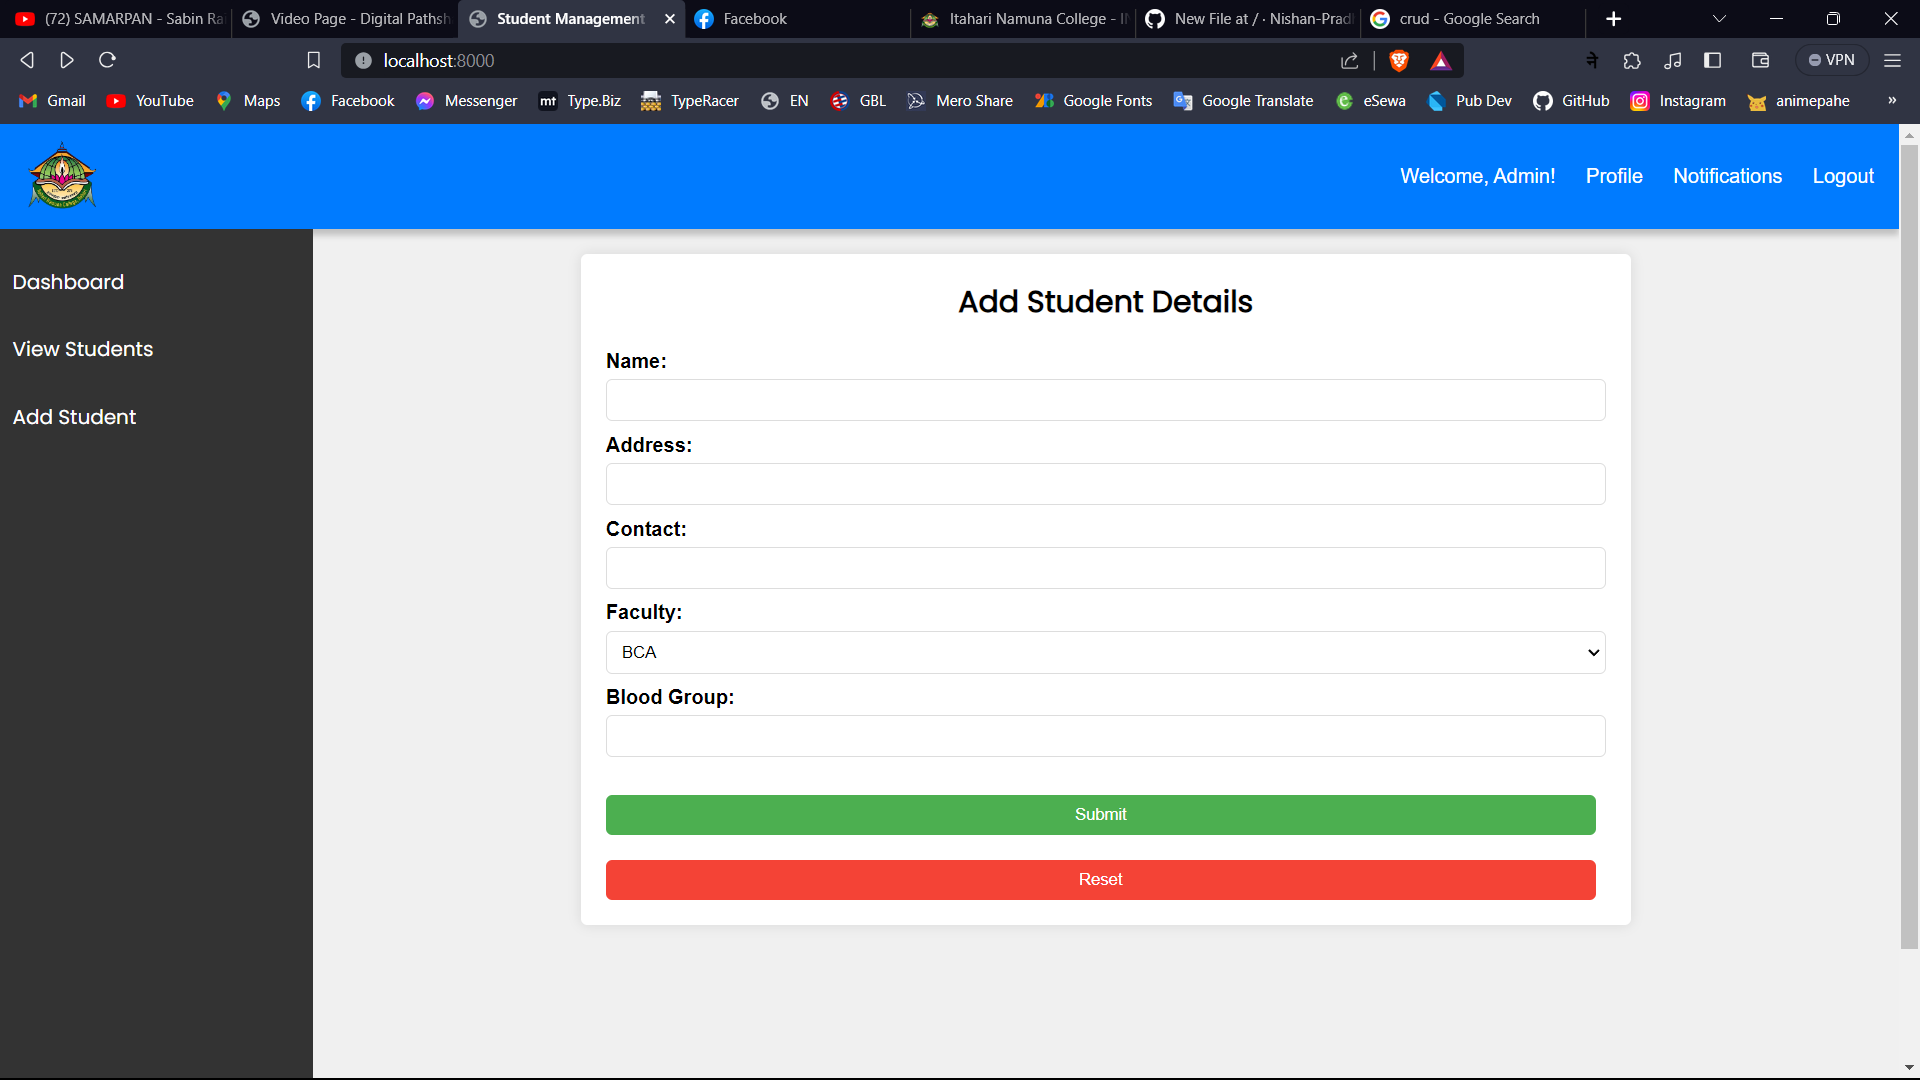 (72) SAMARPAN - Sabin Rai
Video Page - Digital Pathsh
Student Management
Facebook
Itahari Namuna College - IN
New File at / · Nishan-Prad
crud - Google Search
localhost:8000
ने
VPN
Gmail
YouTube
Maps
Facebook
Messenger
mt
Type.Biz
TypeRacer
EN
GBL
Mero Share
Google Fonts
Google Translate
eSewa
Pub Dev
GitHub
Instagram
animepahe
»
Welcome, Admin!
Profile
Notifications
Logout
Dashboard
View Students
Add Student
Add Student Details
Name:
Address:
Contact:
Faculty:
BCA
Blood Group:
Submit
Reset